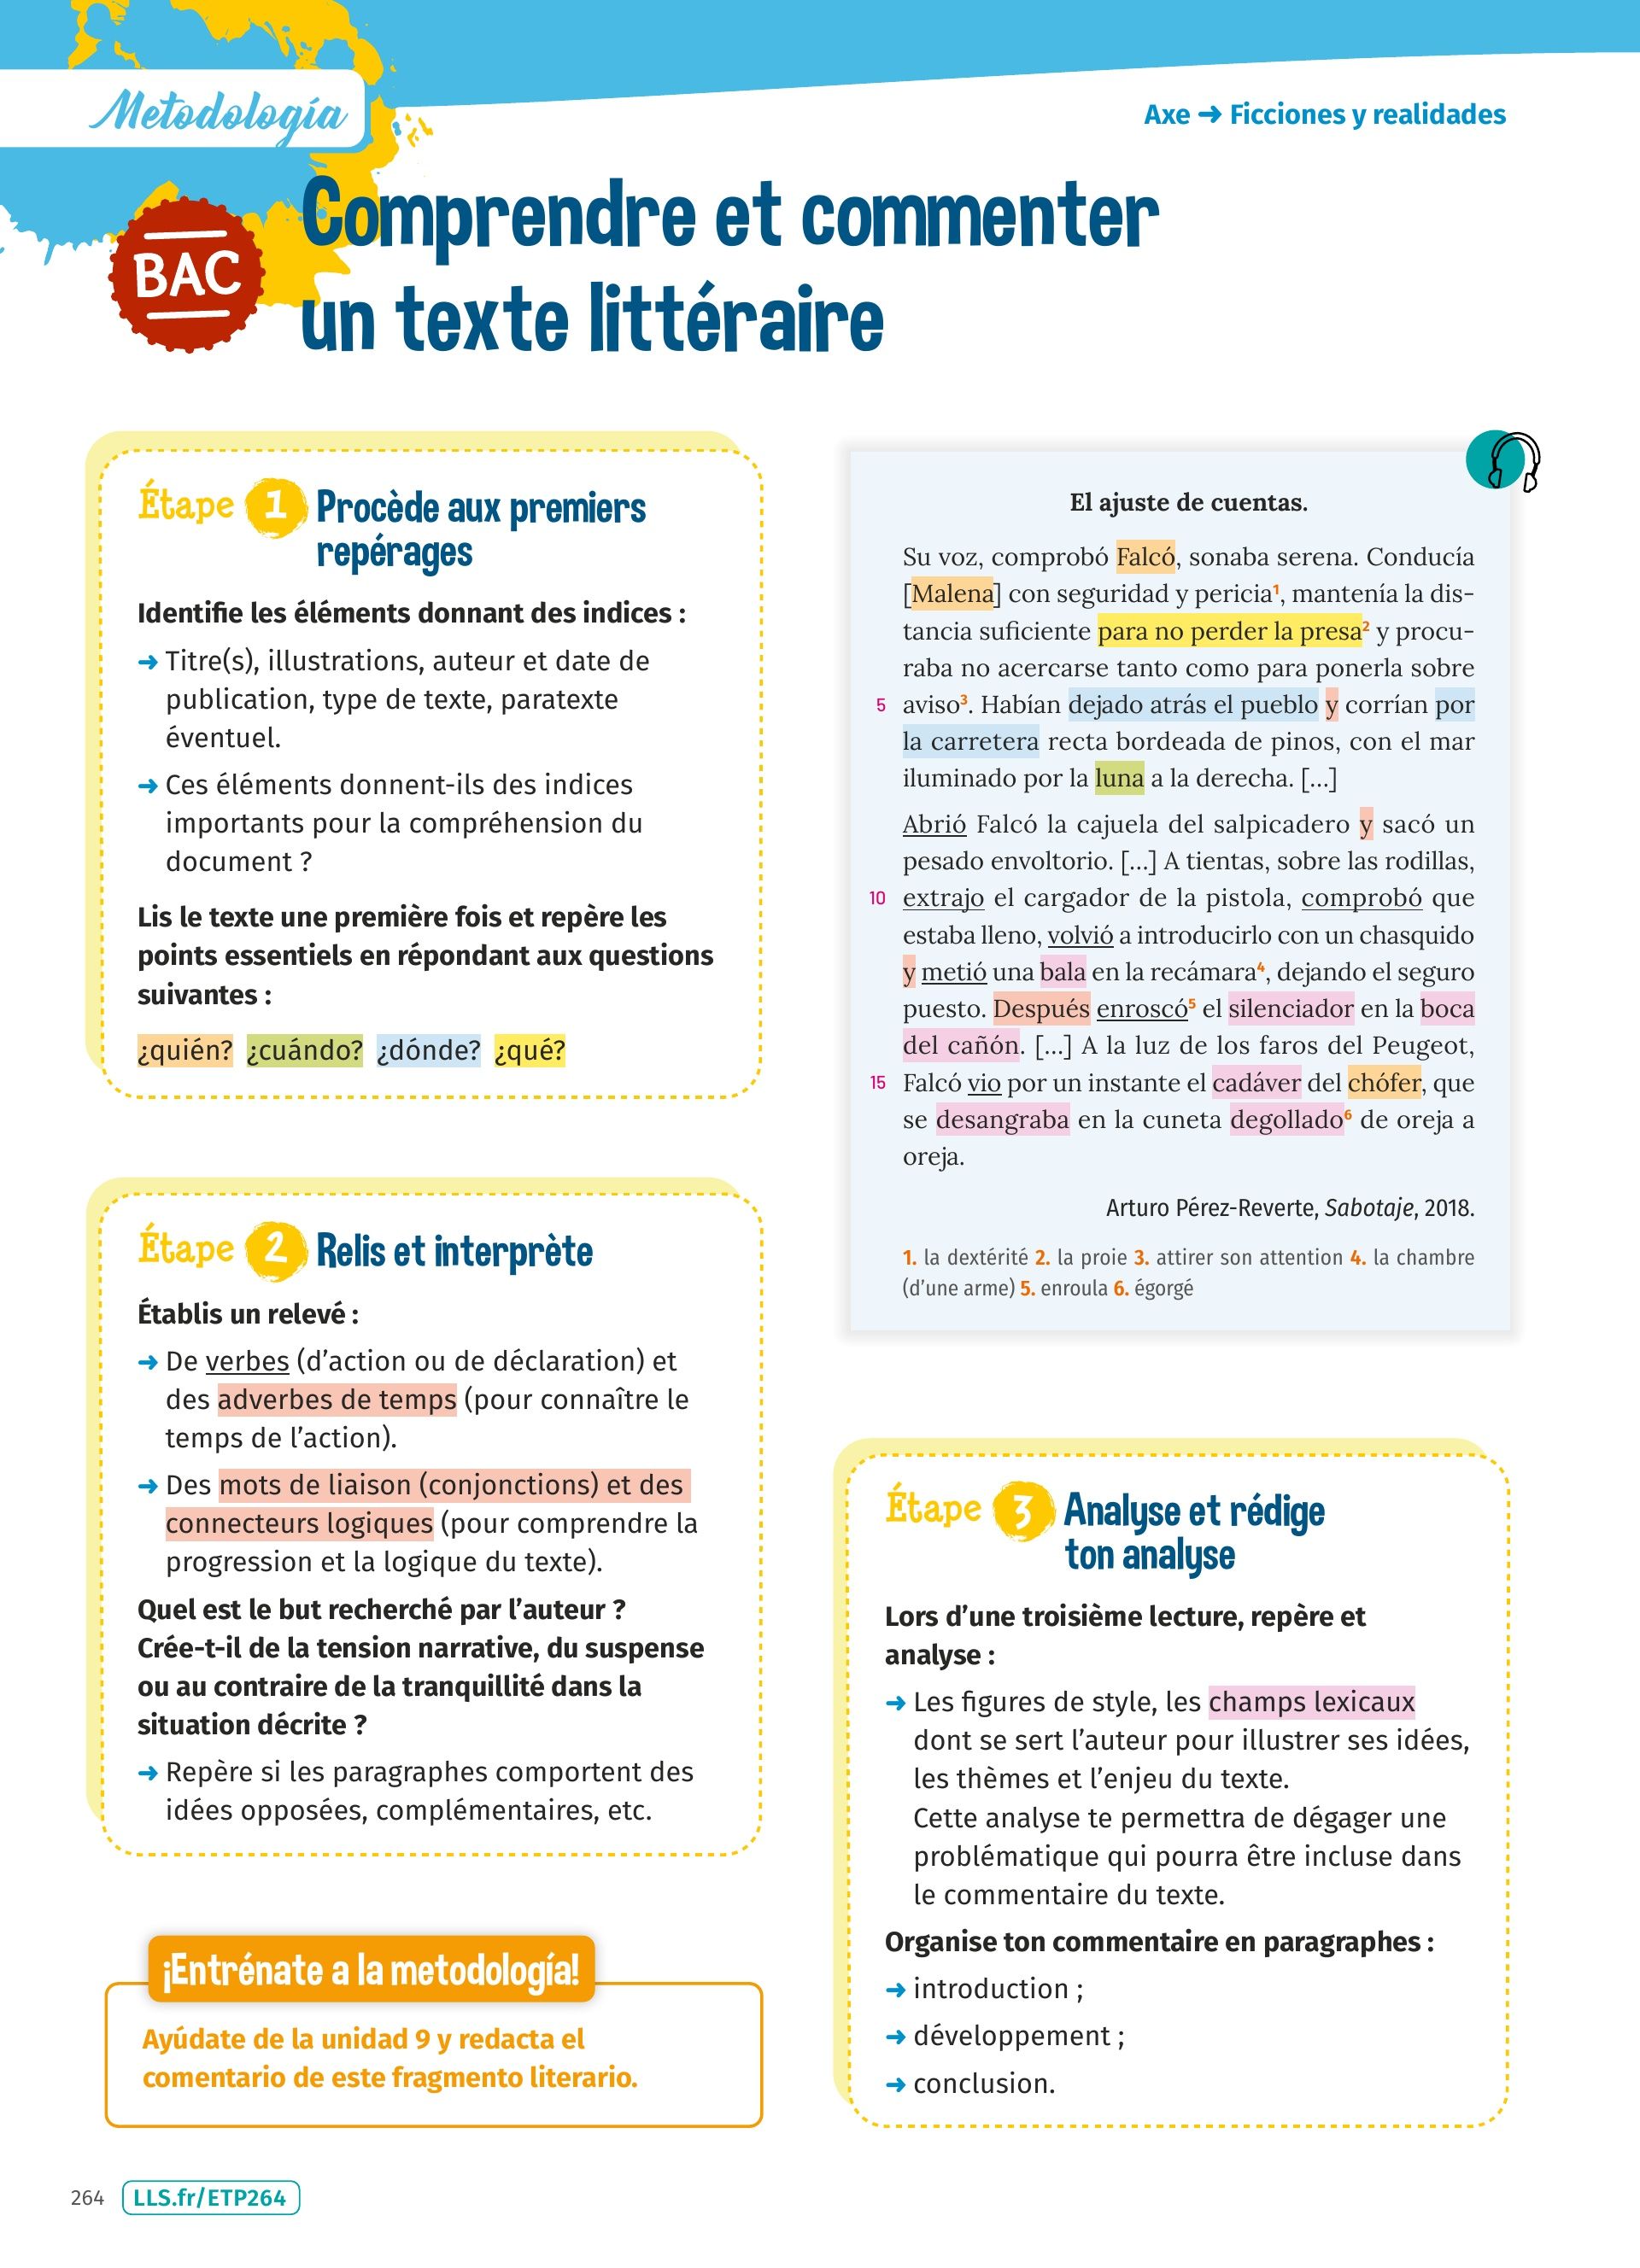 Metodología
Axe ➜ Ficciones y realidades
BAC
Comprendre et commenter
un texte littéraire
Étape 1 Procède aux premiers
repérages
Identifie les éléments donnant des indices :
➜ Titre(s), illustrations, auteur et date de
publication, type de texte, paratexte
éventuel.
➜ Ces éléments donnent-ils des indices
importants pour la compréhension du
document ?
Lis le texte une première fois et repère les
points essentiels en répondant aux questions
suivantes :
¿quién? ¿cuándo? ¿dónde? ¿qué?
Étape 2 Relis et interprète
Établis un relevé :
➜ De verbes (d’action ou de déclaration) et
des adverbes de temps (pour connaître le
temps de l’action).
➜ Des mots de liaison (conjonctions) et des
connecteurs logiques (pour comprendre la
progression et la logique du texte).
Quel est le but recherché par l’auteur ?
Crée-t-il de la tension narrative, du suspense
ou au contraire de la tranquillité dans la
situation décrite ?
➜ Repère si les paragraphes comportent des
idées opposées, complémentaires, etc.
¡Entrénate a la metodología!
Ayúdate de la unidad 9 y redacta el
comentario de este fragmento literario.
El ajuste de cuentas.
Su voz, comprobó Falcó, sonaba serena. Conducía
[Malena] con seguridad y pericia1, mantenía la dis-
tancia suficiente para no perder la presa2 y procu-
raba no acercarse tanto como para ponerla sobre
5 aviso3. Habían dejado atrás el pueblo y corrían por
la carretera recta bordeada de pinos, con el mar
iluminado por la luna a la derecha. [...]
Abrió Falcó la cajuela del salpicadero y sacó un
pesado envoltorio. [...] A tientas, sobre las rodillas,
10 extrajo el cargador de la pistola, comprobó que
estaba lleno, volvió a introducirlo con un chasquido
y metió una bala en la recámara4, dejando el seguro
puesto. Después enroscó5 el silenciador en la boca
del cañón. [...] A la luz de los faros del Peugeot,
15 Falcó vio por un instante el cadáver del chófer, que
se desangraba en la cuneta degollado6 de oreja a
oreja.
Arturo Pérez-Reverte, Sabotaje, 2018.
1. la dextérité 2. la proie 3. attirer son attention 4. la chambre
(d’une arme) 5. enroula 6. égorgé
Étape 3 Analyse et rédige
ton analyse
Lors d’une troisième lecture, repère et
analyse :
➜ Les figures de style, les champs lexicaux
dont se sert l’auteur pour illustrer ses idées,
les thèmes et l’enjeu du texte.
Cette analyse te permettra de dégager une
problématique qui pourra être incluse dans
le commentaire du texte.
Organise ton commentaire en paragraphes :
➜ introduction ;
➜ développement ;
➜ conclusion.
264 LLS.fr/ETP264